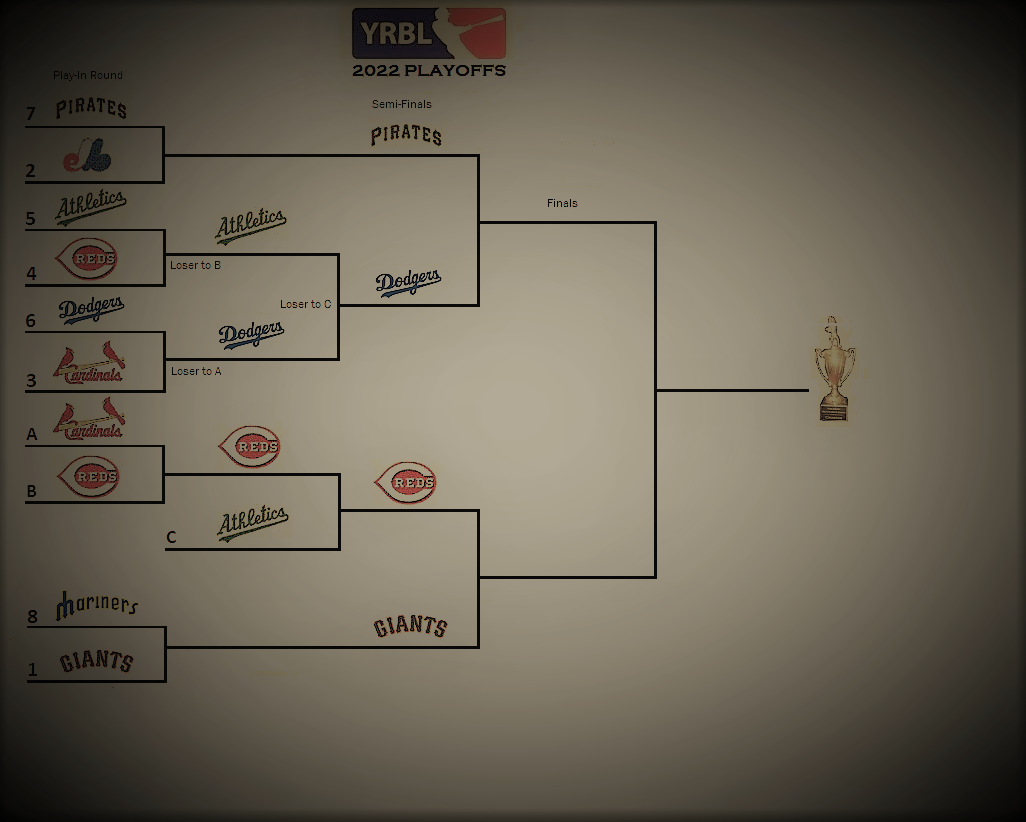 YRBL
2022 PLAYOFFS
Play-In Round
Semi-Finals
7 PIRATES
PIRATES
2
5 Athletics
Finals
Athletics
4 REDS
Loser to B
Dodgers
6 Dodgers
Loser to C
Dodgers
3 Cardinals
Loser to A
A Cardinals
REDS
B REDS
REDS
C Athletics
8 mariners
GIANTS
1 GIANTS